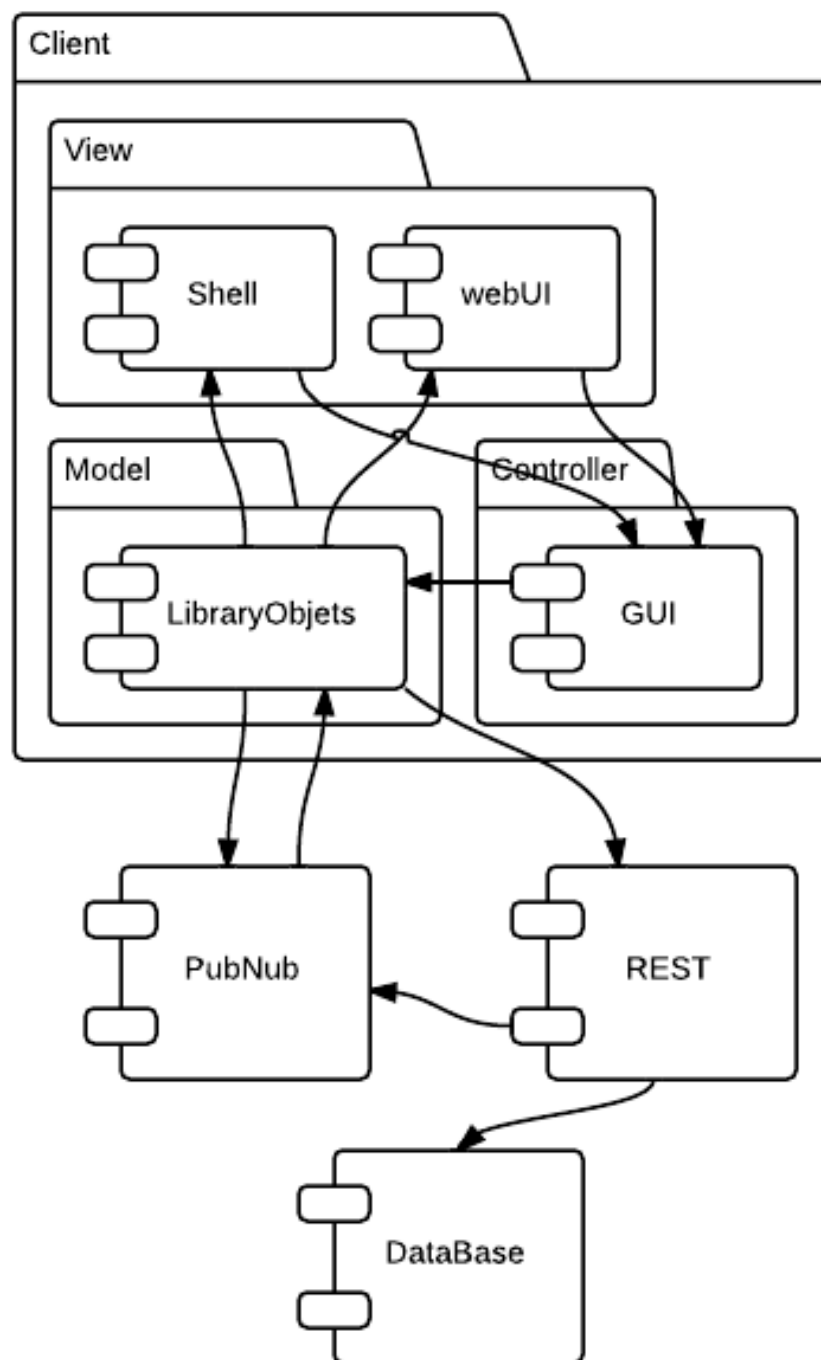 Client
View
Shell
webUI
Model
Controller
LibraryObjets
GUI
PubNub
REST
DataBase